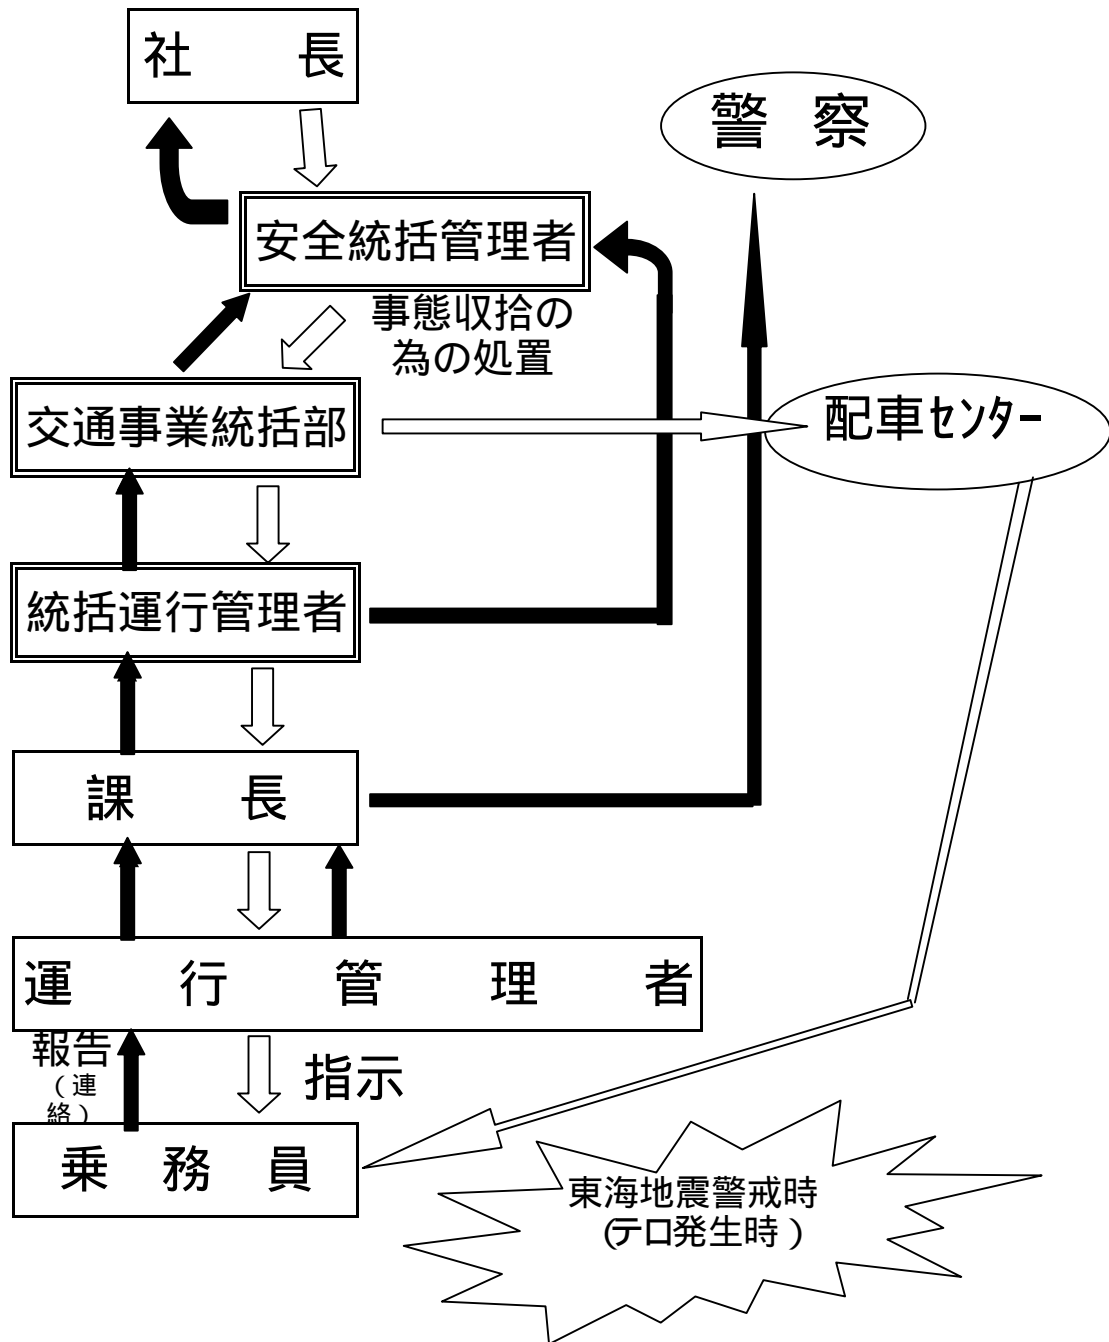 社　長
警　察
安全統括管理者
事態収拾の
為の処置
交通事業統括部
配車ｾﾝﾀｰ
統括運行管理者
課　長
運　行　管　理　者
報告
（連
絡）
指示
乗　務　員
東海地震警戒時
（テロ発生時）